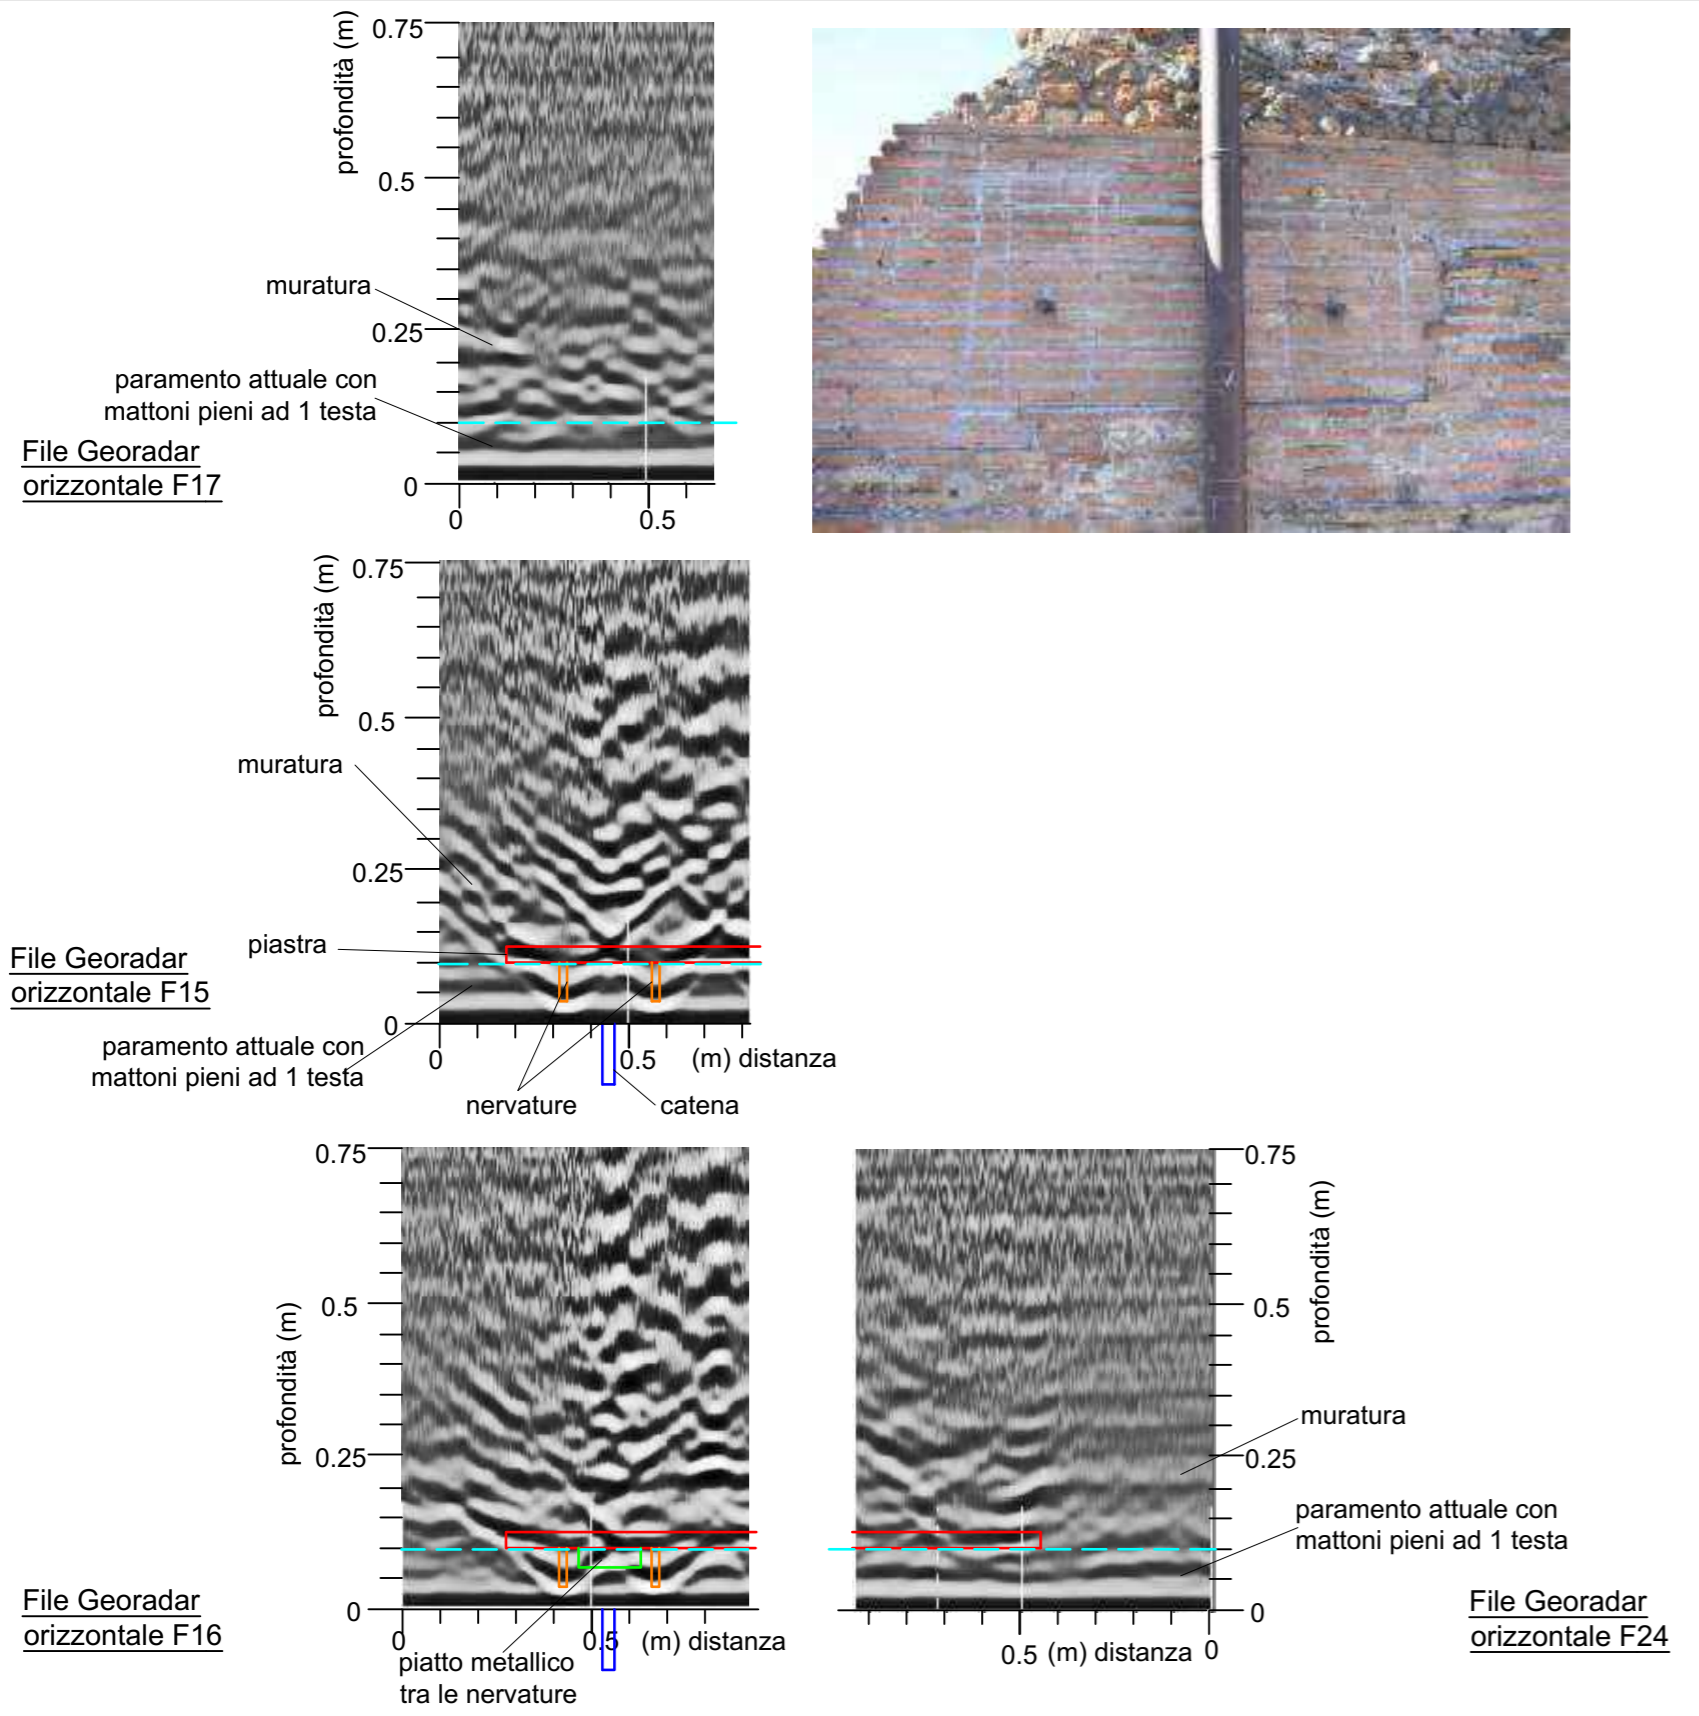 0.75
profondità (m)
0.5
muratura
0.25
paramento attuale con
mattoni pieni ad 1 testa
File Georadar
orizzontale F17
0
0
0.5
0.75
profondità (m)
0.5
muratura
0.25
piastra
File Georadar
orizzontale F15
0
paramento attuale con
mattoni pieni ad 1 testa
0
0.5
(m) distanza
nervature
catena
0.75
profondità (m)
0.5
0.25
File Georadar
orizzontale F16
0
0
0.5
(m) distanza
piatto metallico
tra le nervature
0.75
profondità (m)
0.5
muratura
0.25
paramento attuale con
mattoni pieni ad 1 testa
File Georadar
orizzontale F24
0
0.5
(m) distanza
0